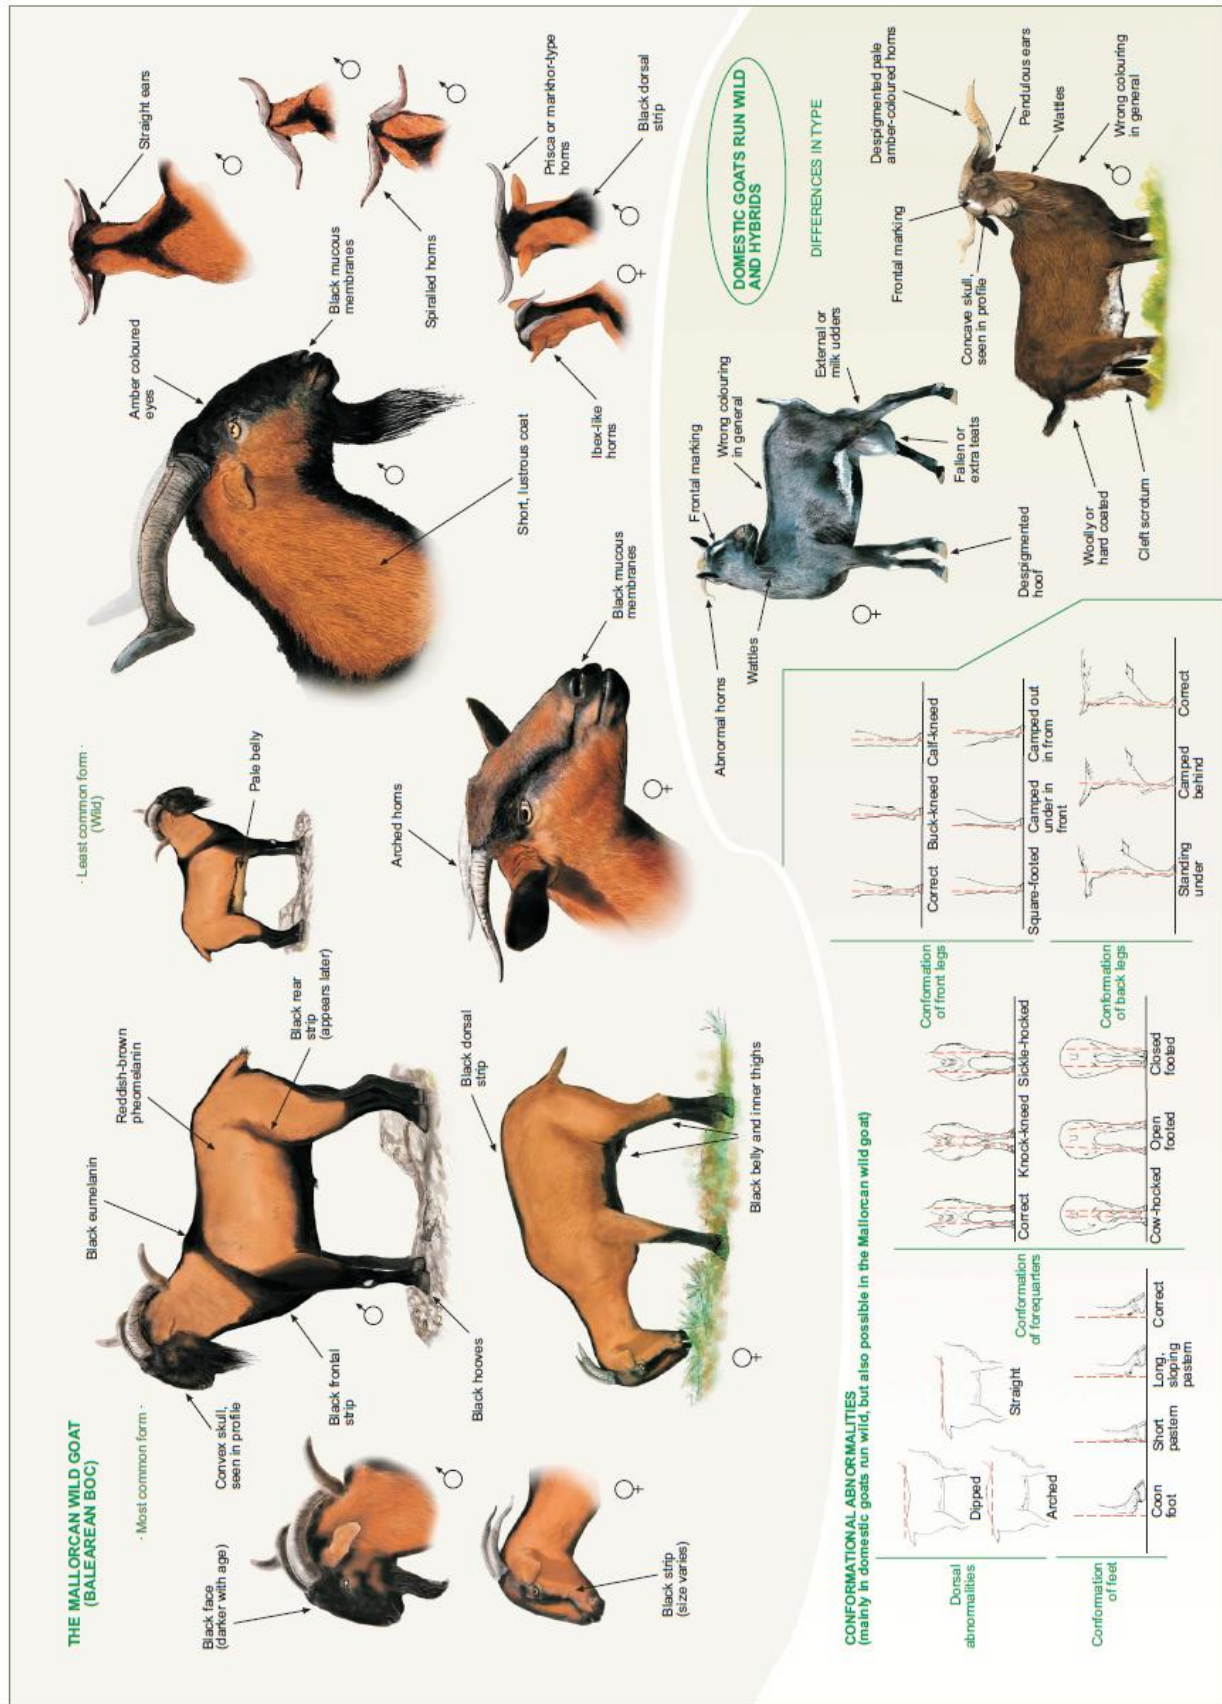 THE MALLORCAN WILD GOAT
(BALEAREAN BOC)
· Most common form ·
Black face
(darker with age)
Convex skull,
seen in profile
Black eumelanin
Reddish-brown
pheomelanin
Black rear
strip
(appears later)
Black frontal
strip
Black hooves
Black strip
(size varies)
Black dorsal
strip
Black belly and inner thighs
· Least common form ·
(Wild)
Pale belly
Arched horns
Black mucous
membranes
Amber coloured
eyes
Short, lustrous coat
Black mucous
membranes
Straight ears
Spiralled horns
Ibex-like
horns
Prisca or markhor-type
horns
Black dorsal
strip
DOMESTIC GOATS RUN WILD
AND HYBRIDS
DIFFERENCES IN TYPE
Abnormal horns
Wattles
Frontal marking
Wrong colouring
in general
External or
milk udders
Fallen or
extra teats
Despigmented
hoof
Despigmented pale
amber-coloured horns
Frontal marking
Concave skull,
seen in profile
Pendulous ears
Wattles
Wrong colouring
in general
Woolly or
hard coated
Cleft scrotum
CONFORMATIONAL ABNORMALITIES
(mainly in domestic goats run wild, but also possible in the Mallorcan wild goat)
Dorsal
abnormalities
Dipped
Straight
Arched
Conformation
of feet
Coon
foot
Short
pastern
Long,
sloping
pastern
Correct
Conformation
of forequarters
Correct
Knock-kneed
Sickle-hocked
Cow-hocked
Open
footed
Closed
footed
Conformation
of front legs
Correct
Buck-kneed
Calf-kneed
Square-footed
Camped
under in
front
Camped out
in from
Conformation
of back legs
Standing
under
Camped
behind
Correct